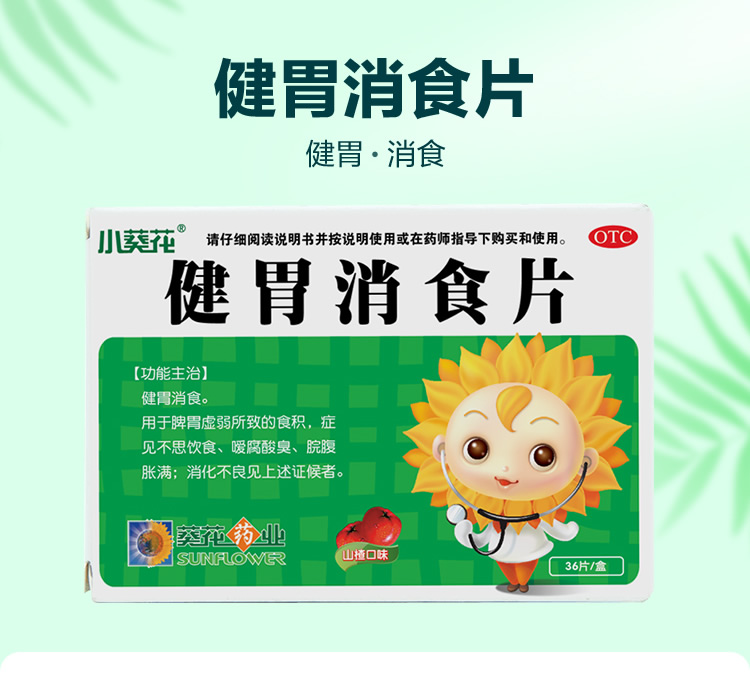 健胃消食片
健胃·消食
小葵花®
请仔细阅读说明书并按说明使用或在药师指导下购买和使用。
OTC
健胃消食片
【功能主治】
健胃消食。
用于脾胃虚弱所致的食积，症
见不思饮食、嗳腐酸臭、脘腹
胀满；消化不良见上述证候者。
葵花药业
SUNFLOWER
山楂口味
36片/盒